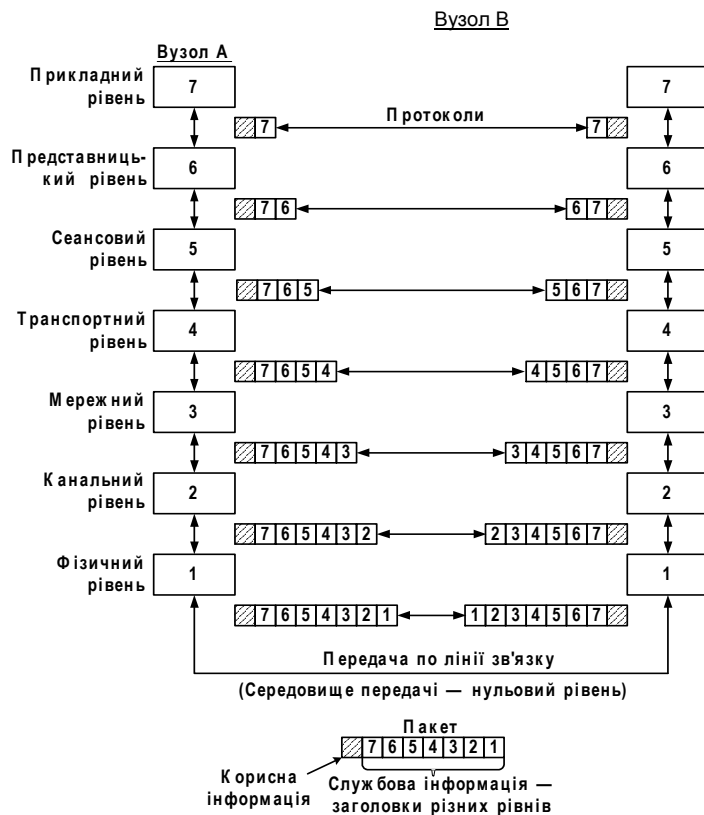 Вузол В
Вузол А
Прикладний
рівень
7
7
7
Протоколи
7
Представниць-
кий рівень
6
6
7 6
6 7
Сеансовий
рівень
5
5
7 6 5
5 6 7
Транспортний
рівень
4
4
7 6 5 4
4 5 6 7
Мережний
рівень
3
3
7 6 5 4 3
3 4 5 6 7
Канальний
рівень
2
2
7 6 5 4 3 2
2 3 4 5 6 7
Фізичний
рівень
1
1
7 6 5 4 3 2 1
1 2 3 4 5 6 7
Передача по лінії зв'язку
(Середовище передачі — нульовий рівень)
Пакет
7 6 5 4 3 2 1
Корисна
інформація
Службова інформація —
заголовки різних рівнів